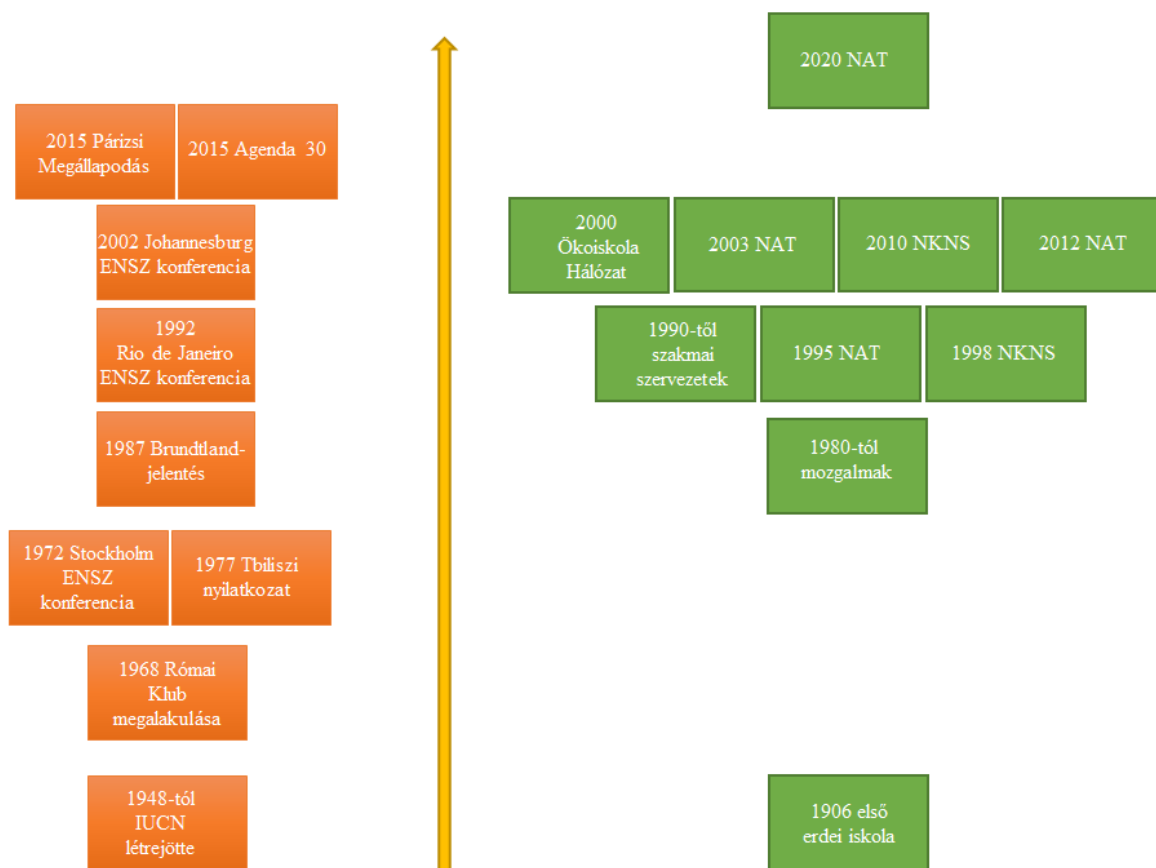 2020 NAT
2015 Párizsi
Megállapodás
2015 Agenda 30
2000
Ökoiskola
Hálózat
2003 NAT
2010 NKNS
2012 NAT
2002 Johannesburg
ENSZ konferencia
1992
Rio de Janeiro
ENSZ konferencia
1990-től
szakmai
szervezetek
1995 NAT
1998 NKNS
1987 Brundtland-
jelentés
1980-tól
mozgalmak
1972 Stockholm
ENSZ
konferencia
1977 Tbiliszi
nyilatkozat
1968 Római
Klub
megalakulása
1948-tól
IUCN
létrejötte
1906 első
erdei iskola